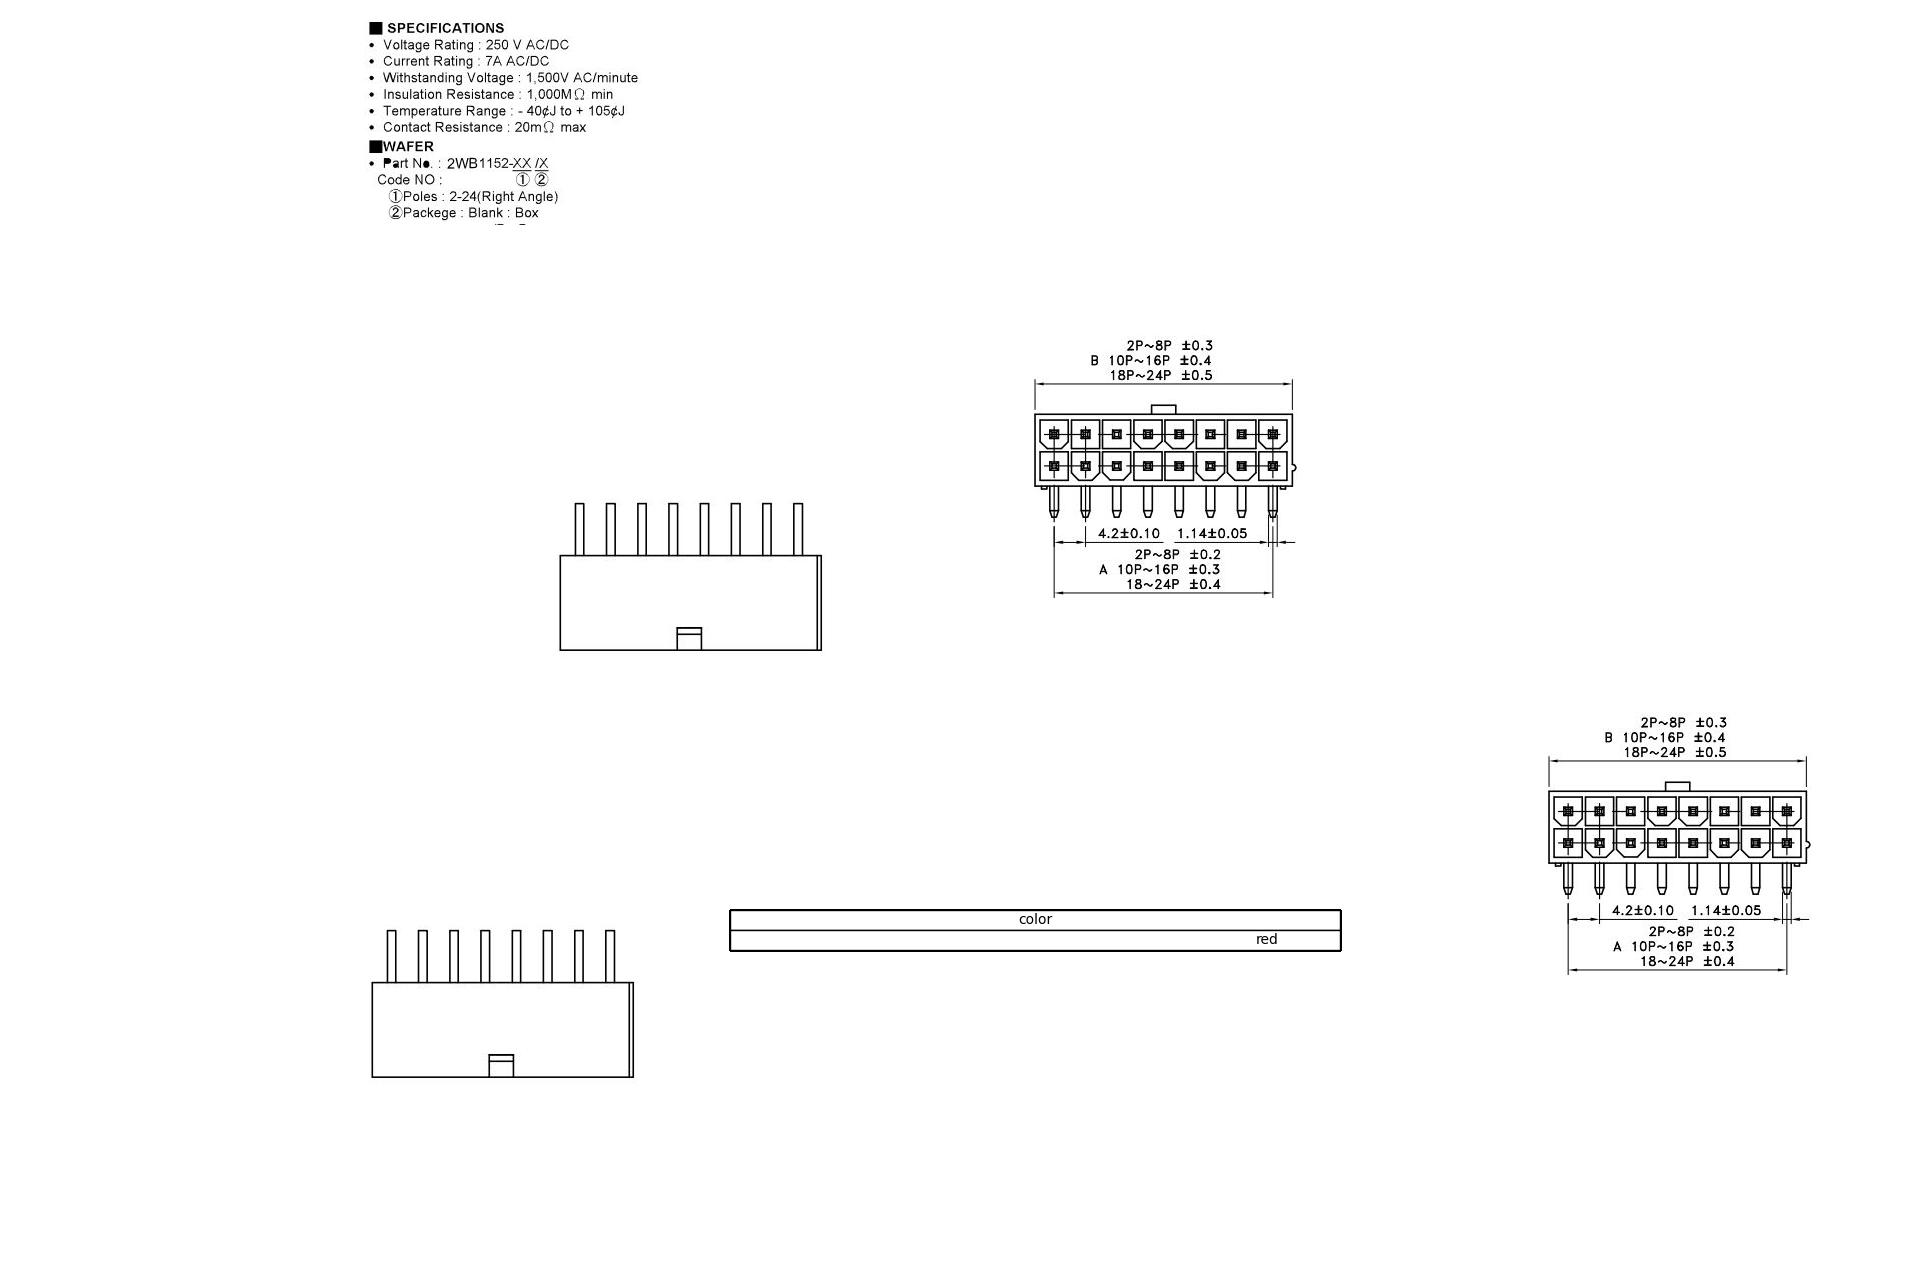 ■ SPECIFICATIONS
• Voltage Rating : 250 V AC/DC
• Current Rating : 7A AC/DC
• Withstanding Voltage : 1,500V AC/minute
• Insulation Resistance : 1,000MΩ min
• Temperature Range : - 40¢J to + 105¢J
• Contact Resistance : 20mΩ max
■WAFER
• Part No. : 2WB1152-XX /X
Code NO : ① ②
①Poles : 2-24(Right Angle)
②Packege : Blank : Box
2P~8P ±0.3
B 10P~16P ±0.4
18P~24P ±0.5
4.2±0.10 1.14±0.05
2P~8P ±0.2
A 10P~16P ±0.3
18~24P ±0.4
2P~8P ±0.3
B 10P~16P ±0.4
18P~24P ±0.5
color
red
4.2±0.10 1.14±0.05
2P~8P ±0.2
A 10P~16P ±0.3
18~24P ±0.4